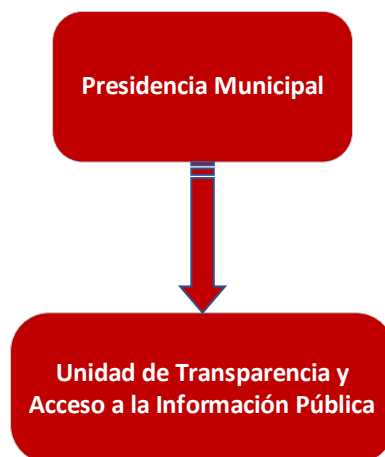 Presidencia Municipal
Unidad de Transparencia y
Acceso a la Información Pública